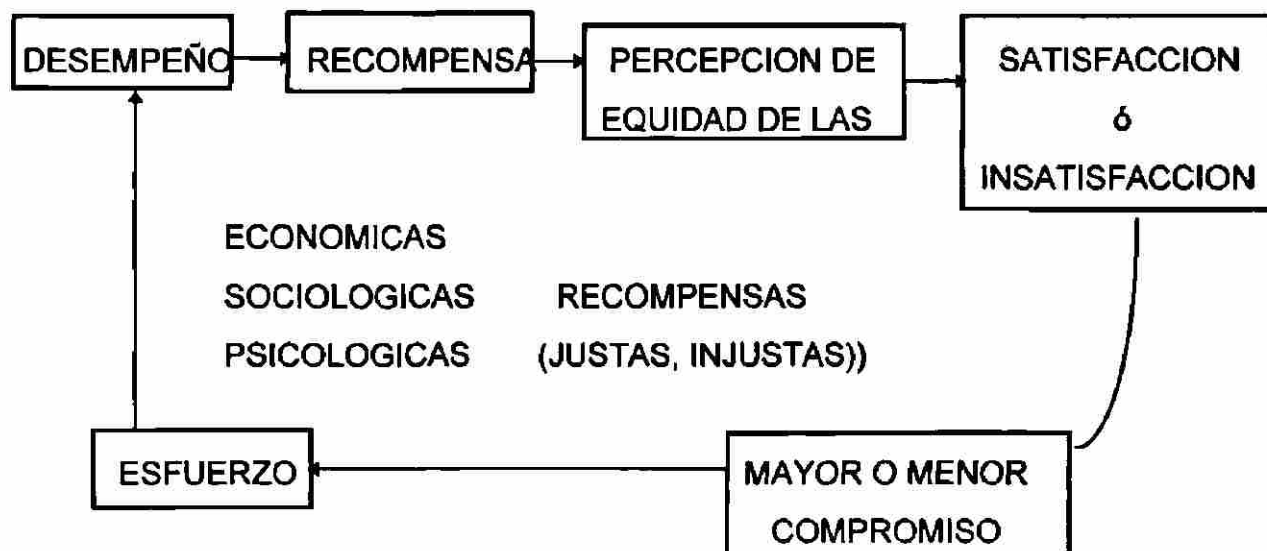 DESEMPEÑO
RECOMPENSA
PERCEPCION DE
EQUIDAD DE LAS
SATISFACCION
ó
INSATISFACCION
ECONOMICAS
SOCIOLOGICAS RECOMPENSAS
PSICOLOGICAS (JUSTAS, INJUSTAS))
ESFUERZO
MAYOR O MENOR
COMPROMISO